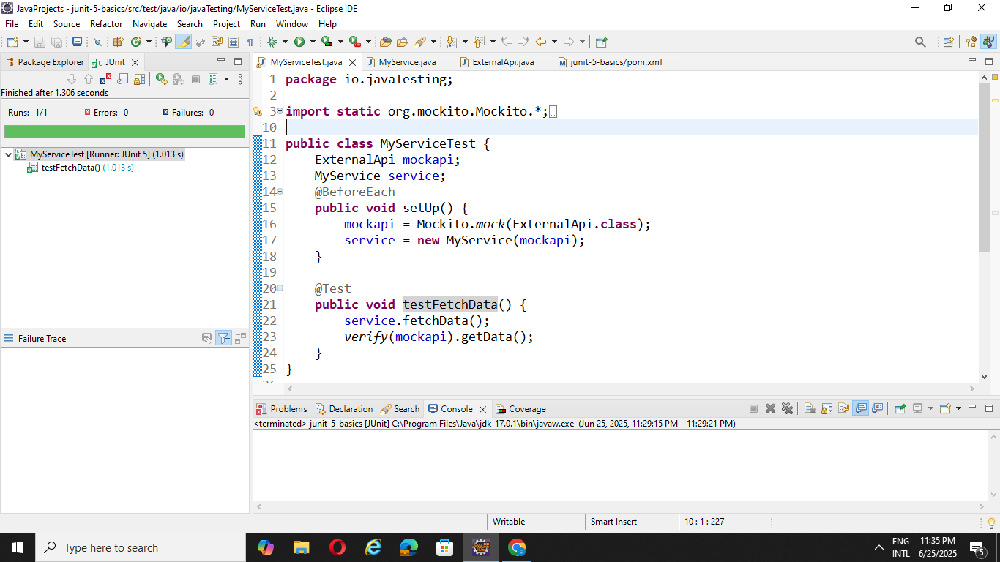 JavaProjects - junit-5-basics/src/test/java/io/javaTesting/MyServiceTest.java - Eclipse IDE
File Edit Source Refactor Navigate Search Project Run Window Help
Package Explorer JUnit
Finished after 1.306 seconds
Runs: 1/1 Errors: 0 Failures: 0
MyServiceTest [Runner: JUnit 5] (1.013 s)
testFetchData() (1.013 s)
Failure Trace
MyServiceTest.java MyService.java ExternalApi.java junit-5-basics/pom.xml
1 package io.javaTesting;
2
3 import static org.mockito.Mockito.*;
10
11 public class MyServiceTest {
12 ExternalApi mockapi;
13 MyService service;
14 @BeforeEach
15 public void setUp() {
16 mockapi = Mockito.mock(ExternalApi.class);
17 service = new MyService(mockapi);
18 }
19
20 @Test
21 public void testFetchData() {
22 service.fetchData();
23 verify(mockapi).getData();
24 }
25 }
Problems Declaration Search Console Coverage
<terminated> junit-5-basics [JUnit] C:\Program Files\Java\jdk-17.0.1\bin\javaw.exe (Jun 25, 2025, 11:29:15 PM – 11:29:21 PM)
Writable Smart Insert 10 : 1 : 227
Type here to search
ENG
INTL
11:35 PM
6/25/2025
5